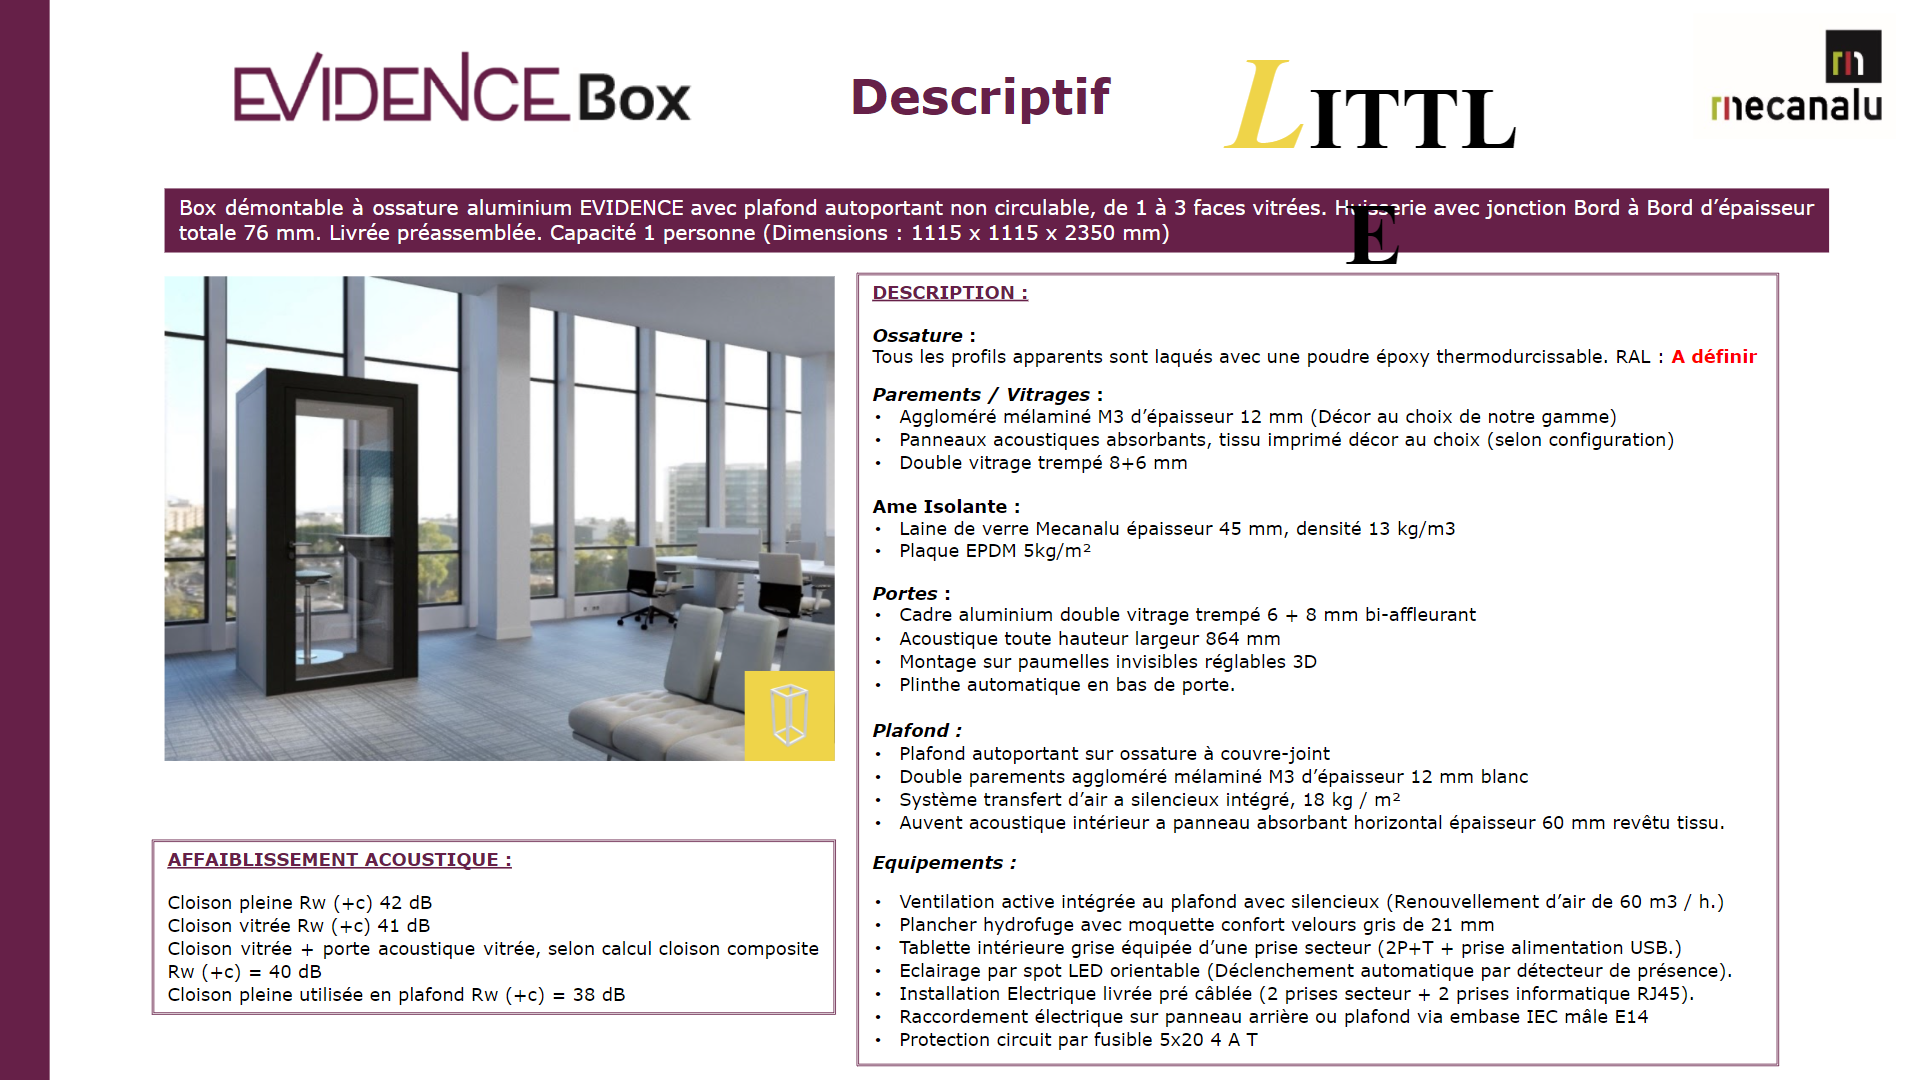 EVIDENCE Box
Descriptif
LITTL
E
mecanalu
Box démontable à ossature aluminium EVIDENCE avec plafond autoportant non circulable, de 1 à 3 faces vitrées. Huisserie avec jonction Bord à Bord d’épaisseur
totale 76 mm. Livrée préassemblée. Capacité 1 personne (Dimensions : 1115 x 1115 x 2350 mm)
AFFAIBLISSEMENT ACOUSTIQUE :
Cloison pleine Rw (+c) 42 dB
Cloison vitrée Rw (+c) 41 dB
Cloison vitrée + porte acoustique vitrée, selon calcul cloison composite
Rw (+c) = 40 dB
Cloison pleine utilisée en plafond Rw (+c) = 38 dB
DESCRIPTION :
Ossature :
Tous les profils apparents sont laqués avec une poudre époxy thermodurcissable. RAL : A définir
Parements / Vitrages :
• Aggloméré mélaminé M3 d’épaisseur 12 mm (Décor au choix de notre gamme)
• Panneaux acoustiques absorbants, tissu imprimé décor au choix (selon configuration)
• Double vitrage trempé 8+6 mm
Ame Isolante :
• Laine de verre Mecanalu épaisseur 45 mm, densité 13 kg/m3
• Plaque EPDM 5kg/m²
Portes :
• Cadre aluminium double vitrage trempé 6 + 8 mm bi-affleurant
• Acoustique toute hauteur largeur 864 mm
• Montage sur paumelles invisibles réglables 3D
• Plinthe automatique en bas de porte.
Plafond :
• Plafond autoportant sur ossature à couvre-joint
• Double parements aggloméré mélaminé M3 d’épaisseur 12 mm blanc
• Système transfert d’air a silencieux intégré, 18 kg / m²
• Auvent acoustique intérieur a panneau absorbant horizontal épaisseur 60 mm revêtu tissu.
Equipements :
• Ventilation active intégrée au plafond avec silencieux (Renouvellement d’air de 60 m3 / h.)
• Plancher hydrofuge avec moquette confort velours gris de 21 mm
• Tablette intérieure grise équipée d’une prise secteur (2P+T + prise alimentation USB.)
• Eclairage par spot LED orientable (Déclenchement automatique par détecteur de présence).
• Installation Electrique livrée pré câblée (2 prises secteur + 2 prises informatique RJ45).
• Raccordement électrique sur panneau arrière ou plafond via embase IEC mâle E14
• Protection circuit par fusible 5x20 4 A T